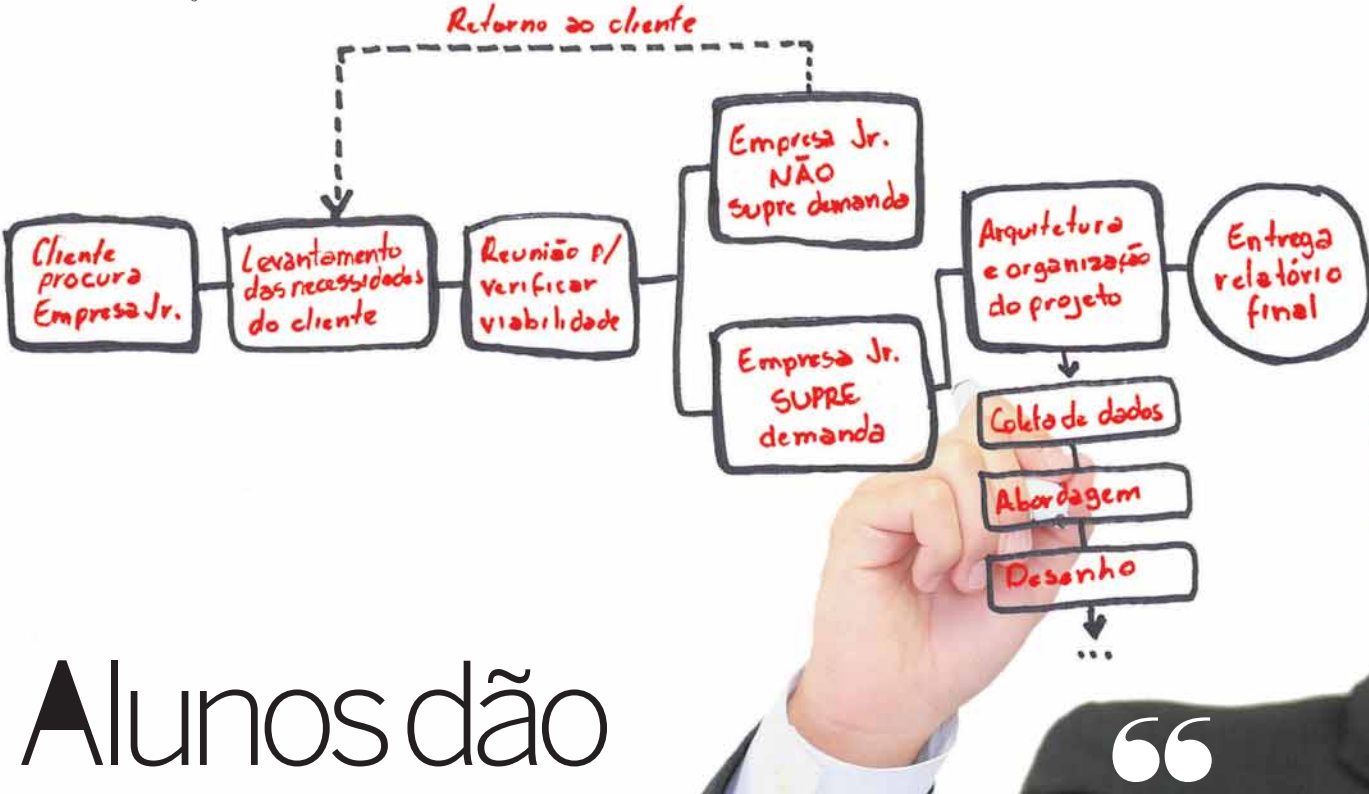 Retorno ao cliente
Cliente
procura
Empresa Jr.
Levantamento
das necessidades
do cliente
Reunião p/
verificar
viabilidade
Empresa Jr.
NÃO
supre demanda
Empresa Jr.
SUPRE
demanda
Arquitetura
e organização
do projeto
Entrega
relatório
final
Coleta de dados
Abordagem
Desenho
...
Alunos dão
“